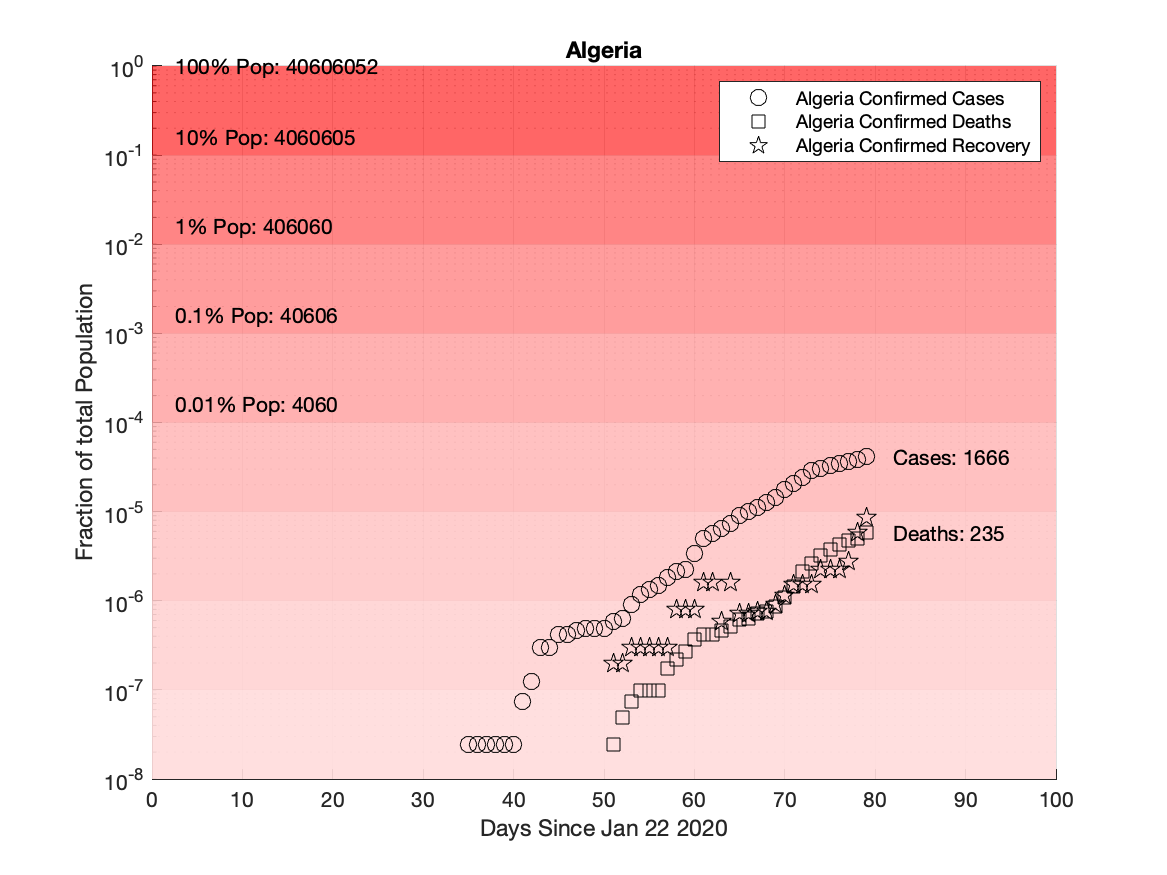 Algeria
10^0
100% Pop: 40606052
Algeria Confirmed Cases
Algeria Confirmed Deaths
Algeria Confirmed Recovery
10% Pop: 4060605
10^-1
1% Pop: 406060
10^-2
0.1% Pop: 40606
10^-3
0.01% Pop: 4060
10^-4
Cases: 1666
10^-5
Deaths: 235
10^-6
10^-7
10^-8
Fraction of total Population
0 10 20 30 40 50 60 70 80 90 100
Days Since Jan 22 2020